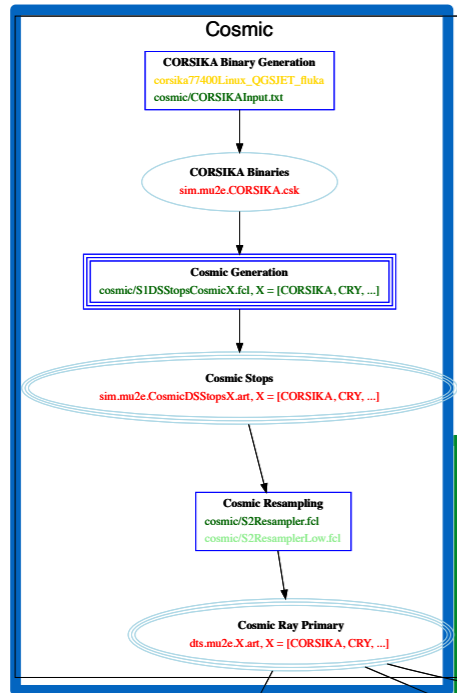 Cosmic
CORSIKA Binary Generation
corsika77400Linux_QGSJET_fluka
cosmic/CORSIKAInput.txt
CORSIKA Binaries
sim.mu2e.CORSIKA.csk
Cosmic Generation
cosmic/S1DSStopsCosmicX.fcl, X = [CORSIKA, CRY, ...]
Cosmic Stops
sim.mu2e.CosmicDSStopsX.art, X = [CORSIKA, CRY, ...]
Cosmic Resampling
cosmic/S2Resampler.fcl
cosmic/S2ResamplerLow.fcl
Cosmic Ray Primary
dts.mu2e.X.art, X = [CORSIKA, CRY, ...]